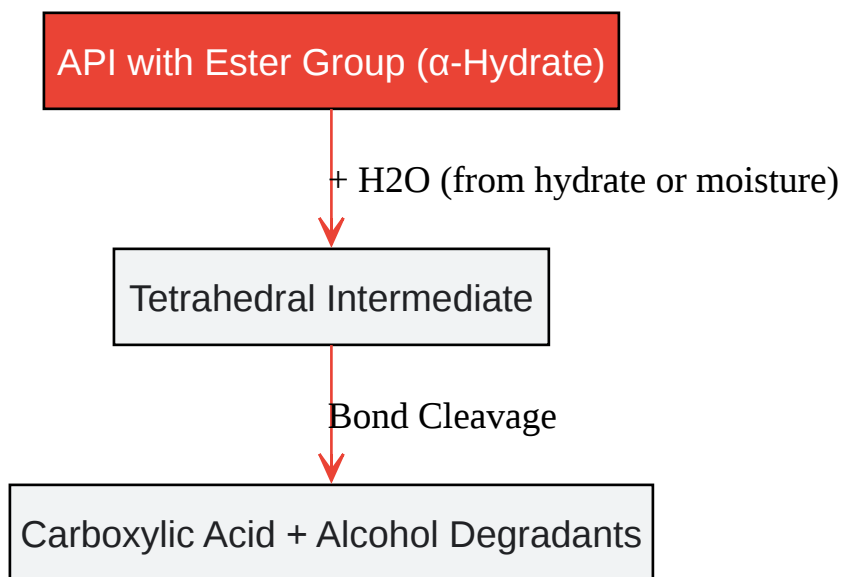 API with Ester Group (α-Hydrate)
+ H2O (from hydrate or moisture)
Tetrahedral Intermediate
Bond Cleavage
Carboxylic Acid + Alcohol Degradants